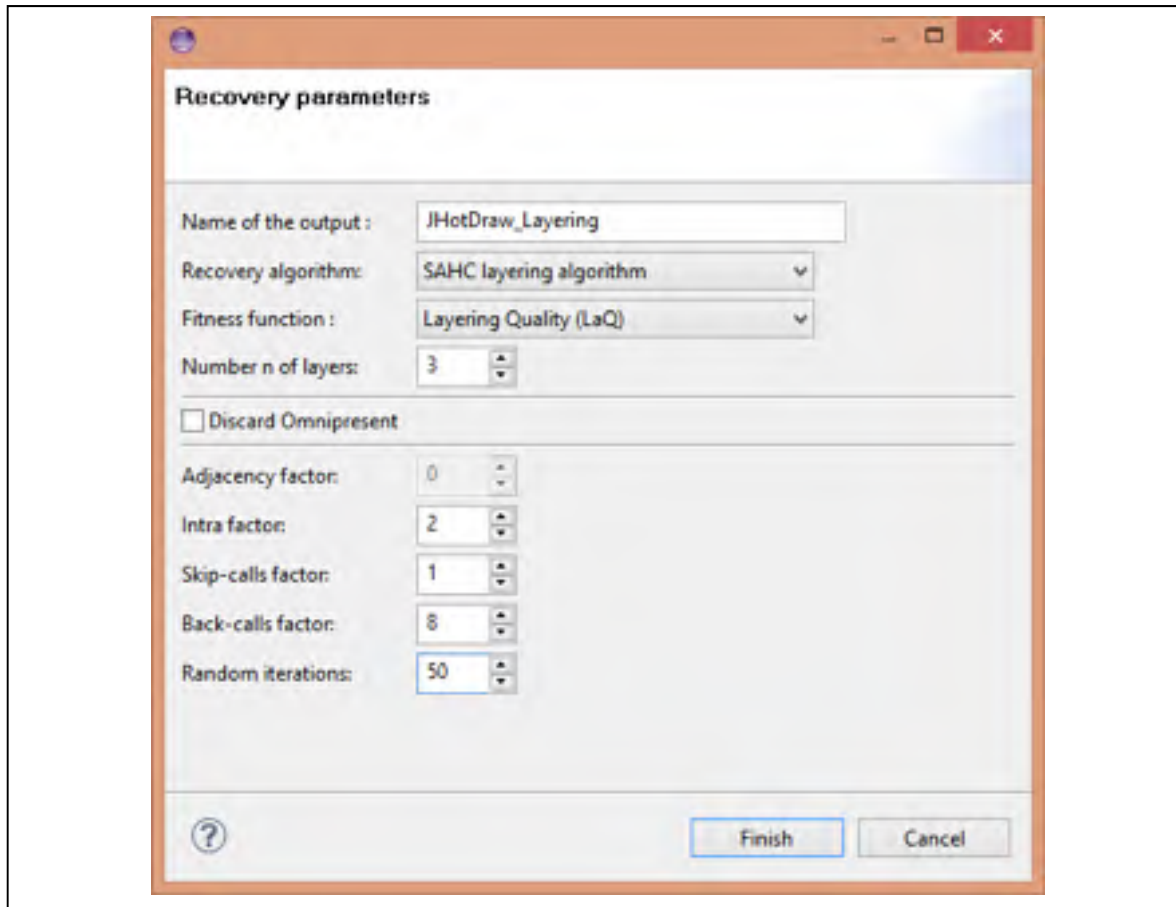 Recovery parameters
Name of the output : JHotDraw_Layering
Recovery algorithm: SAHC layering algorithm
Fitness function : Layering Quality (LaQ)
Number n of layers: 3
Discard Omnipresent
Adjacency factor: 0
Intra factor: 2
Skip-calls factor: 1
Back-calls factor: 8
Random iterations: 50
? Finish Cancel